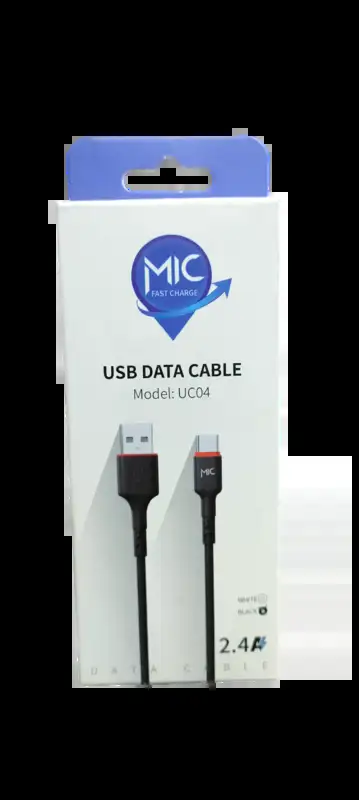 MIC
FAST CHARGE
USB DATA CABLE
Model: UC04
MIC
WHITE
BLACK
2.4A
DATA CABLE